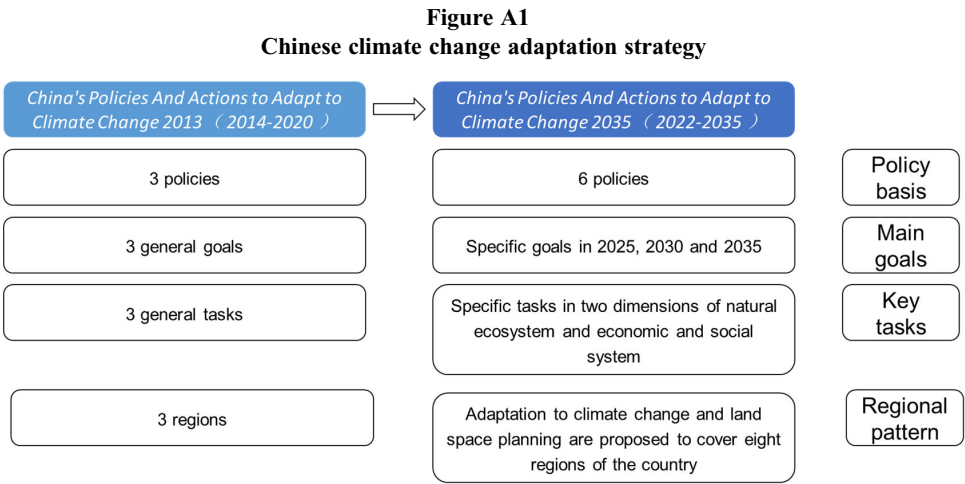 Figure A1
Chinese climate change adaptation strategy
China's Policies And Actions to Adapt to
Climate Change 2013（2014-2020 ）
China's Policies And Actions to Adapt to
Climate Change 2035（2022-2035 ）
3 policies
6 policies
Policy
basis
3 general goals
Specific goals in 2025, 2030 and 2035
Main
goals
3 general tasks
Specific tasks in two dimensions of natural
ecosystem and economic and social
system
Key
tasks
3 regions
Adaptation to climate change and land
space planning are proposed to cover eight
regions of the country
Regional
pattern